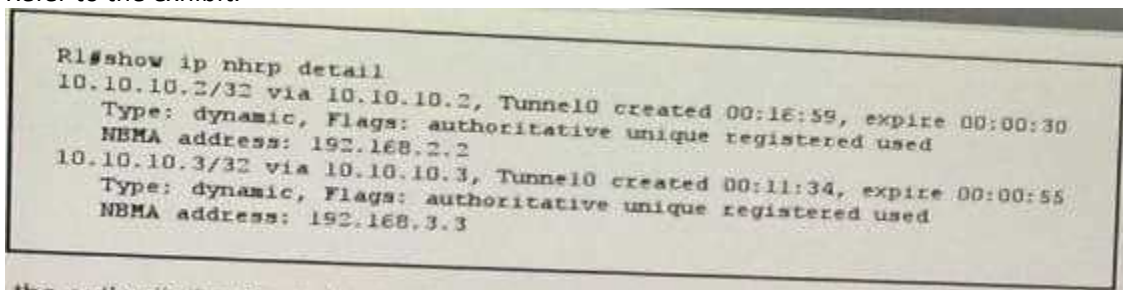 R1#show ip nhrp detail
10.10.10.2/32 via 10.10.10.2, Tunnel0 created 00:16:59, expire 00:00:30
Type: dynamic, Flags: authoritative unique registered used
NBMA address: 192.168.2.2
10.10.10.3/32 via 10.10.10.3, Tunnel0 created 00:11:34, expire 00:00:55
Type: dynamic, Flags: authoritative unique registered used
NBMA address: 192.168.3.3